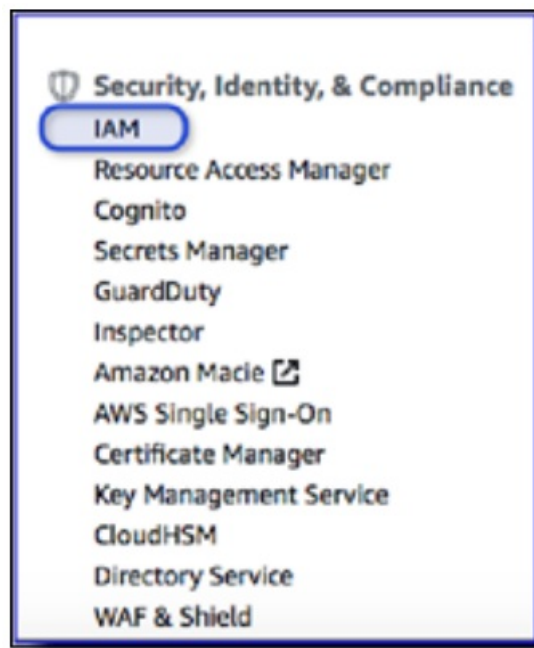 Security, Identity, & Compliance
IAM
Resource Access Manager
Cognito
Secrets Manager
GuardDuty
Inspector
Amazon Macie
AWS Single Sign-On
Certificate Manager
Key Management Service
CloudHSM
Directory Service
WAF & Shield